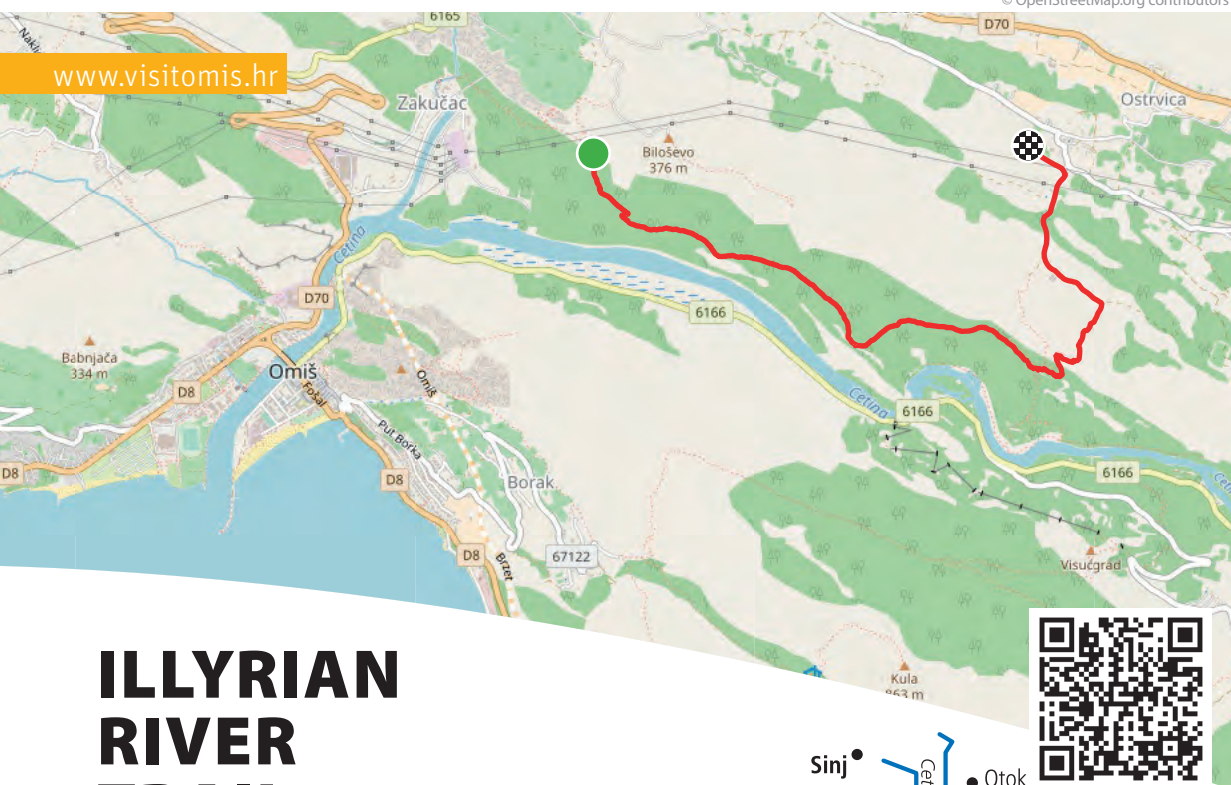 © OpenStreetMap.org contributors
6165
D70
Naklice
www.visitomis.hr
Zakučac
Ostrvica
Biloševo
376 m
Cetina
D70
6166
Babnjača
334 m
Omiš
Omiš
D8
Fošal
Cetina
6166
Put Borka
D8
D8
Borak
6166
D8
Brzet
67122
Visućgrad
ILLYRIAN
RIVER
Kula
863 m
Sinj
Otok